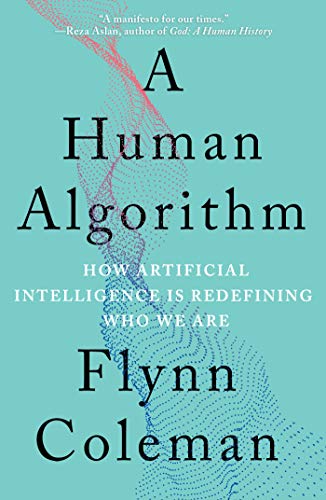 "A manifesto for our times."
—Reza Aslan, author of God: A Human History
A
Human
Algorithm
HOW ARTIFICIAL
INTELLIGENCE IS REDEFINING
WHO WE ARE
Flynn
Coleman